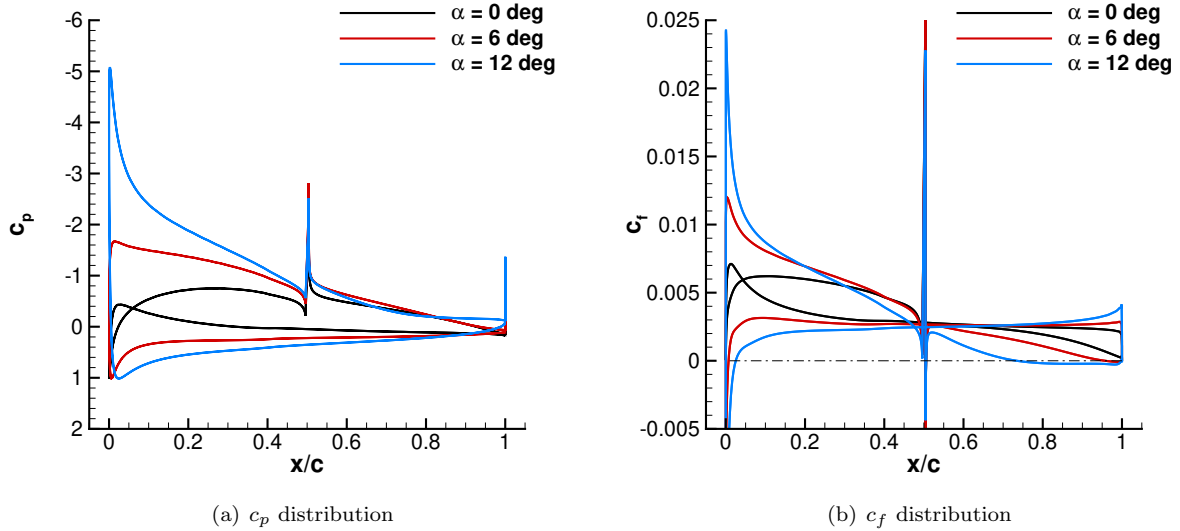 α = 0 deg
α = 6 deg
α = 12 deg
-6
-5
-4
-3
-2
-1
0
1
2
c_p
0 0.2 0.4 0.6 0.8 1
x/c
(a) c_p distribution
α = 0 deg
α = 6 deg
α = 12 deg
0.025
0.02
0.015
0.01
0.005
0
-0.005
c_f
0 0.2 0.4 0.6 0.8 1
x/c
(b) c_f distribution